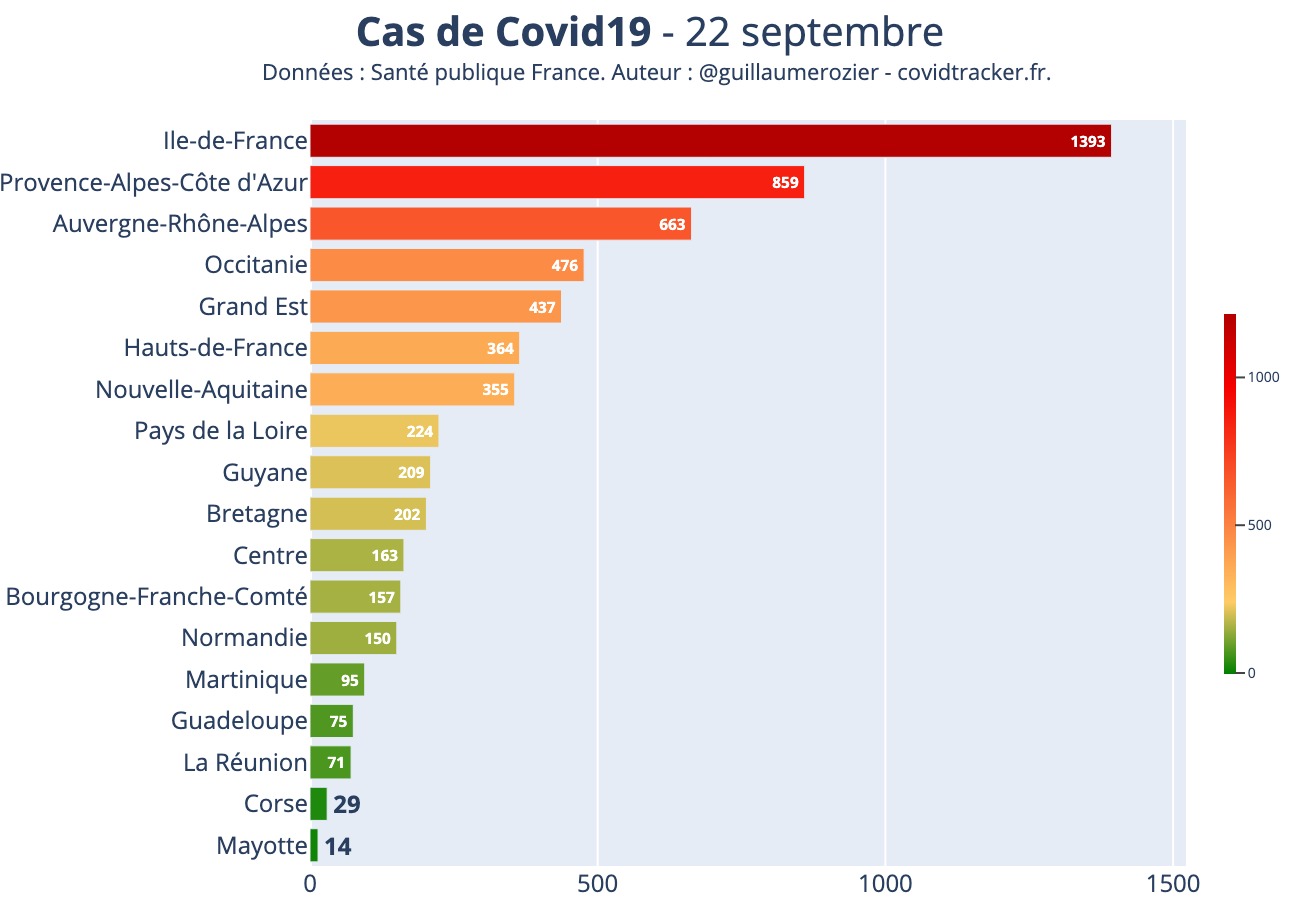 Cas de Covid19 - 22 septembre
Données : Santé publique France. Auteur : @guillaumerozier - covidtracker.fr.
Ile-de-France 1393
Provence-Alpes-Côte d'Azur 859
Auvergne-Rhône-Alpes 663
Occitanie 476
Grand Est 437
Hauts-de-France 364
Nouvelle-Aquitaine 355
Pays de la Loire 224
Guyane 209
Bretagne 202
Centre 163
Bourgogne-Franche-Comté 157
Normandie 150
Martinique 95
Guadeloupe 75
La Réunion 71
Corse 29
Mayotte 14
0 500 1000 1500
1000
500
0